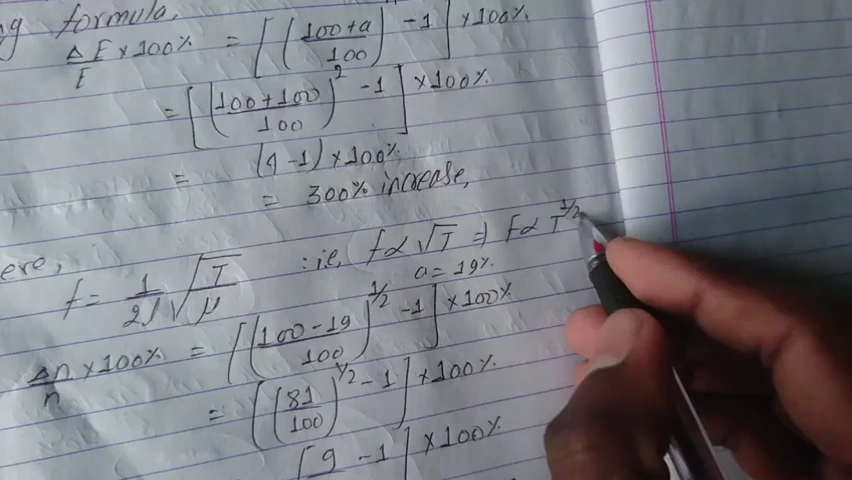 formula,
ΔE/E × 100% = [((100+a)/100) - 1] × 100%
= [((100+100)/100)^2 - 1] × 100%
= (4 - 1) × 100%
= 300% increase,
ere, :ie, f ∝ √T ⇒ F ∝ T^1/2
f = 1/2l √(T/μ) a = 19%
Δn/n × 100% = [((100-19)/100)^1/2 - 1] × 100%
= [(81/100)^1/2 - 1] × 100%
[9 - 1] × 100%